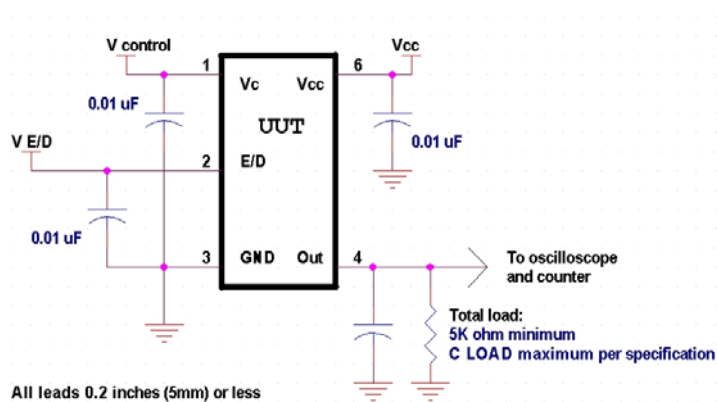 V control
Vcc
1
6
Vc
Vcc
0.01 uF
UUT
0.01 uF
V E/D
2
E/D
0.01 uF
3
GND
Out
4
To oscilloscope
and counter
Total load:
5K ohm minimum
C LOAD maximum per specification
All leads 0.2 inches (5mm) or less